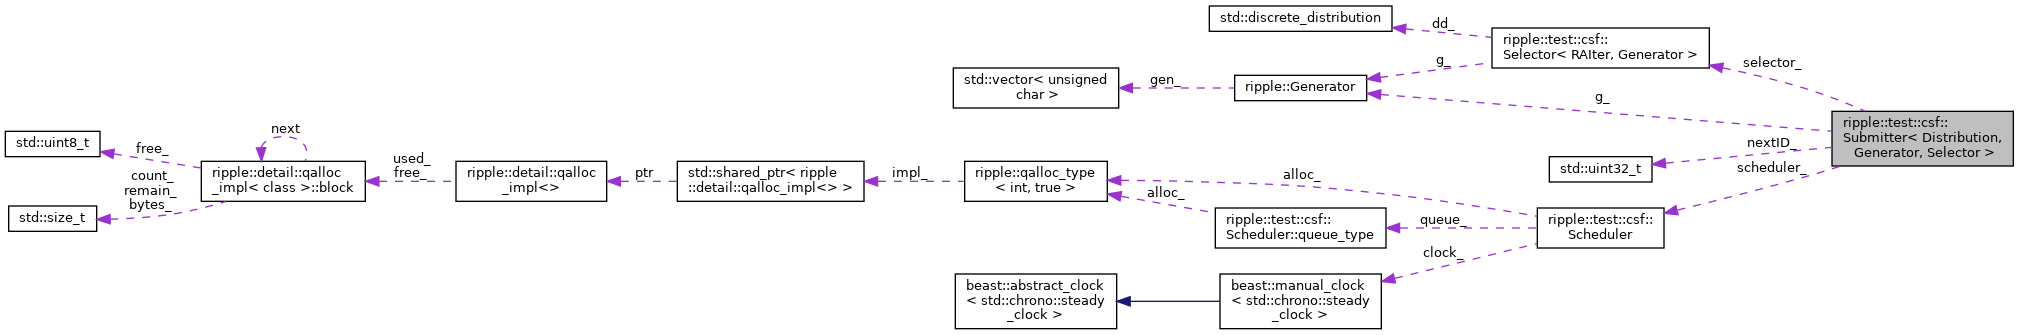 std::discrete_distribution
dd_
ripple::test::csf::
Selector< RAIter, Generator >
g_
selector_
std::vector< unsigned
char >
gen_
ripple::Generator
g_
ripple::test::csf::
Submitter< Distribution,
Generator, Selector >
next
std::uint8_t
free_
nextID_
std::uint32_t
scheduler_
used_
free_
ripple::detail::qalloc
_impl< class >::block
ripple::detail::qalloc
_impl<>
ptr
std::shared_ptr< ripple
::detail::qalloc_impl<> >
impl_
ripple::qalloc_type
< int, true >
alloc_
alloc_
count_
remain_
bytes_
std::size_t
ripple::test::csf::
Scheduler::queue_type
queue_
ripple::test::csf::
Scheduler
clock_
beast::abstract_clock
< std::chrono::steady
_clock >
beast::manual_clock
< std::chrono::steady
_clock >